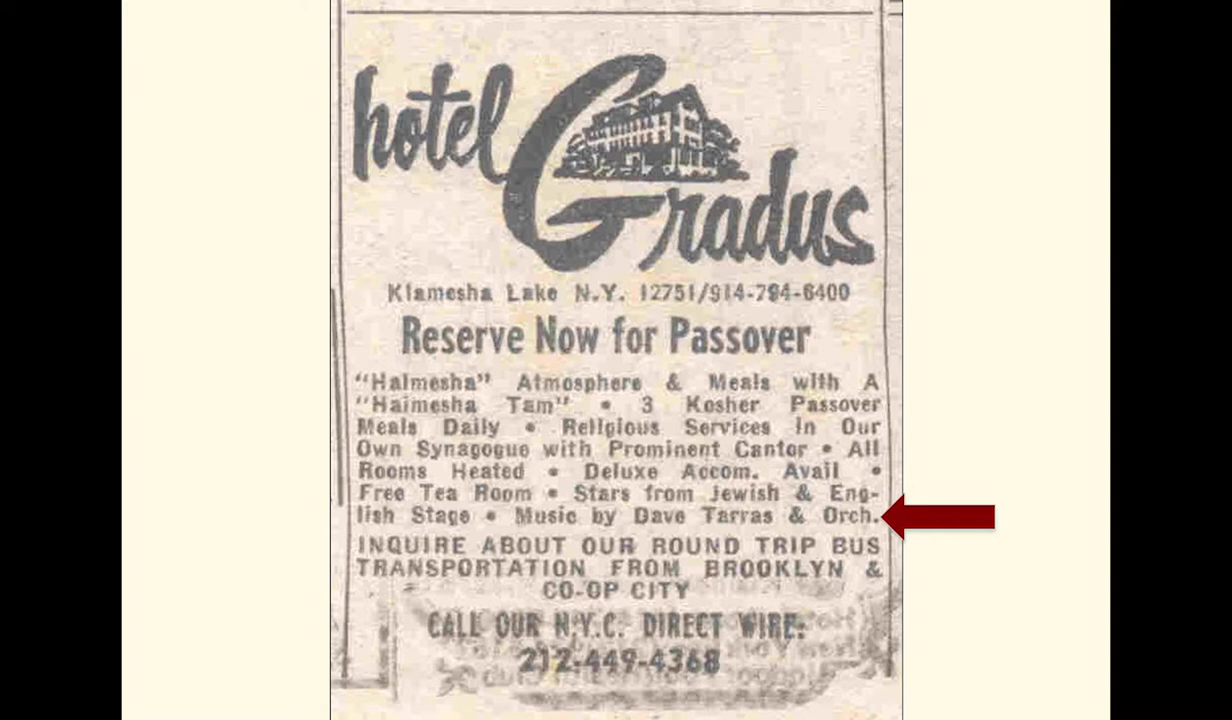 hotel Gradus
Kiamesha Lake N.Y. 12751/914-794-6400
Reserve Now for Passover
"Haimesha" Atmosphere & Meals with A
"Haimesha Tam" • 3 Kosher Passover
Meals Daily • Religious Services In Our
Own Synagogue with Prominent Cantor • All
Rooms Heated • Deluxe Accom. Avail •
Free Tea Room • Stars from Jewish & Eng-
lish Stage • Music by Dave Tarras & Orch.
INQUIRE ABOUT OUR ROUND TRIP BUS
TRANSPORTATION FROM BROOKLYN &
CO-OP CITY
CALL OUR N.Y.C. DIRECT WIRE:
212-449-4368